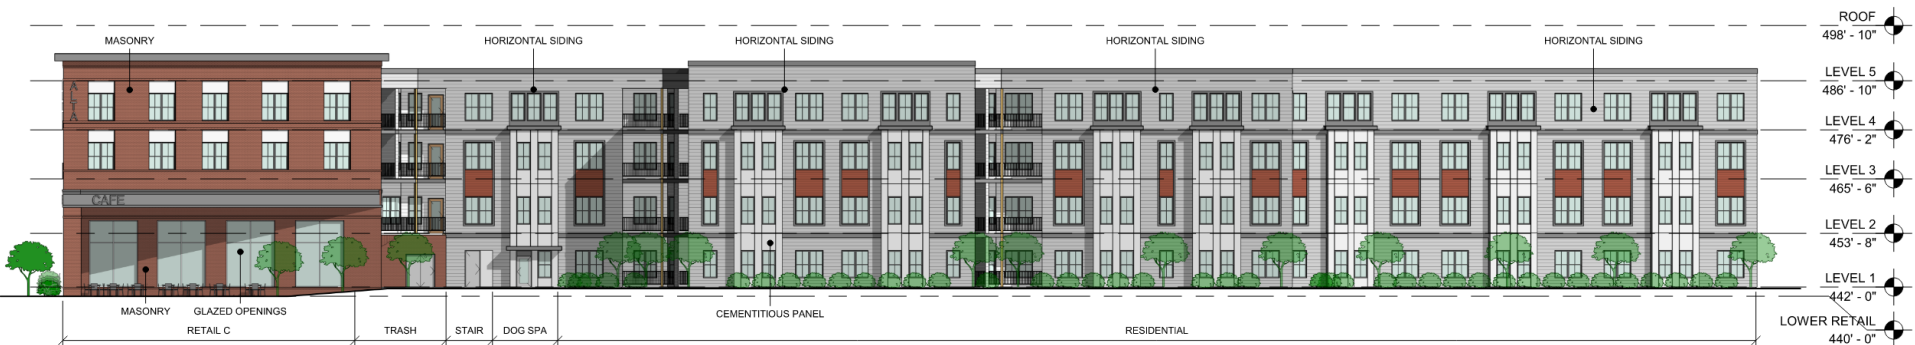 ROOF
498' - 10"
MASONRY
HORIZONTAL SIDING
HORIZONTAL SIDING
HORIZONTAL SIDING
HORIZONTAL SIDING
LEVEL 5
486' - 10"
ALTA
LEVEL 4
476' - 2"
LEVEL 3
465' - 6"
CAFE
LEVEL 2
453' - 8"
LEVEL 1
442' - 0"
MASONRY
GLAZED OPENINGS
CEMENTITIOUS PANEL
LOWER RETAIL
440' - 0"
RETAIL C
TRASH
STAIR
DOG SPA
RESIDENTIAL